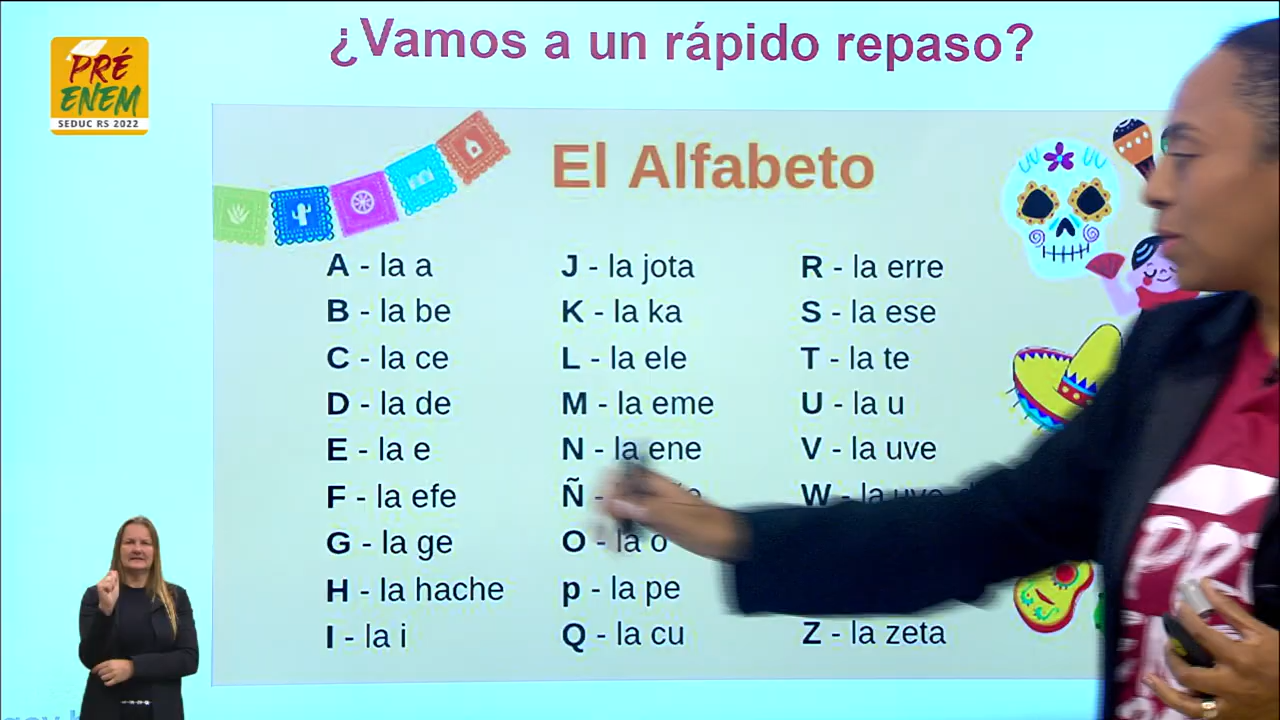 ¿Vamos a un rápido repaso?
PRÉ
ENEM
SEDUC RS 2022
El Alfabeto
A - la a
B - la be
C - la ce
D - la de
E - la e
F - la efe
G - la ge
H - la hache
I - la i
J - la jota
K - la ka
L - la ele
M - la eme
N - la ene
Ñ -
O - la o
p - la pe
Q - la cu
R - la erre
S - la ese
T - la te
U - la u
V - la uve
W - la uve
Z - la zeta